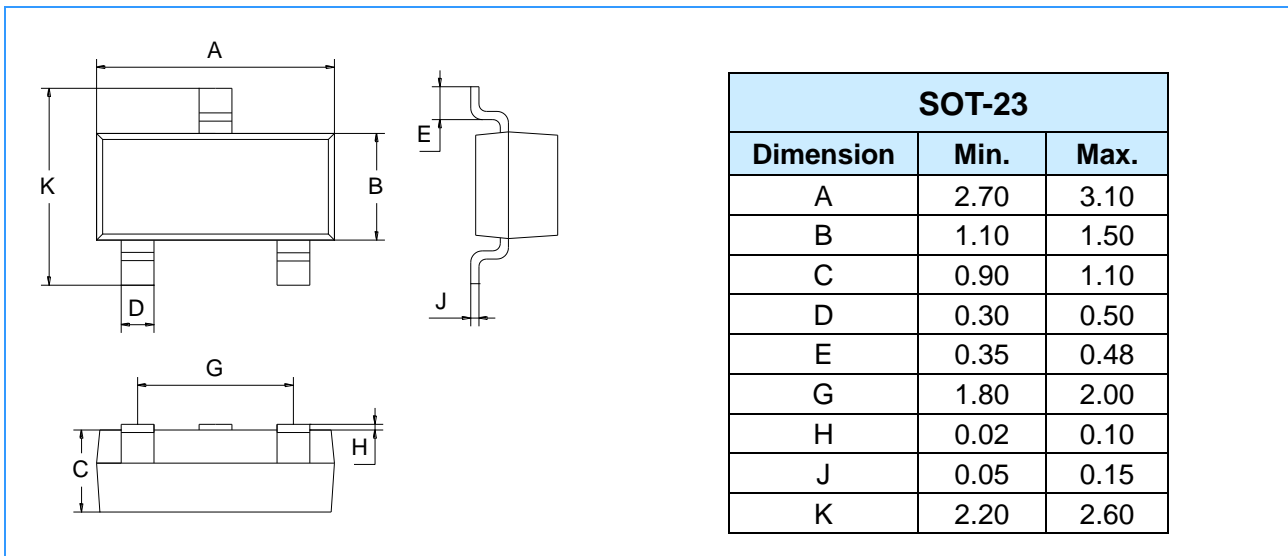 A
K
B
D
E
J
G
H
C
SOT-23
Dimension Min. Max.
A 2.70 3.10
B 1.10 1.50
C 0.90 1.10
D 0.30 0.50
E 0.35 0.48
G 1.80 2.00
H 0.02 0.10
J 0.05 0.15
K 2.20 2.60